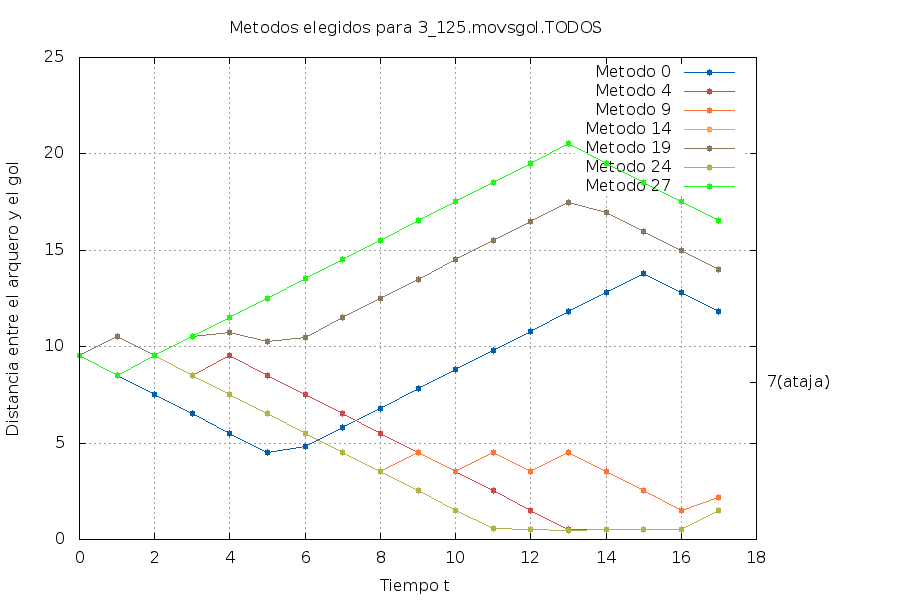 Metodos elegidos para 3_125.movsgol.TODOS
25
20
15
10
5
0
Distancia entre el arquero y el gol
Metodo 0
Metodo 4
Metodo 9
Metodo 14
Metodo 19
Metodo 24
Metodo 27
7(ataja)
0 2 4 6 8 10 12 14 16 18
Tiempo t